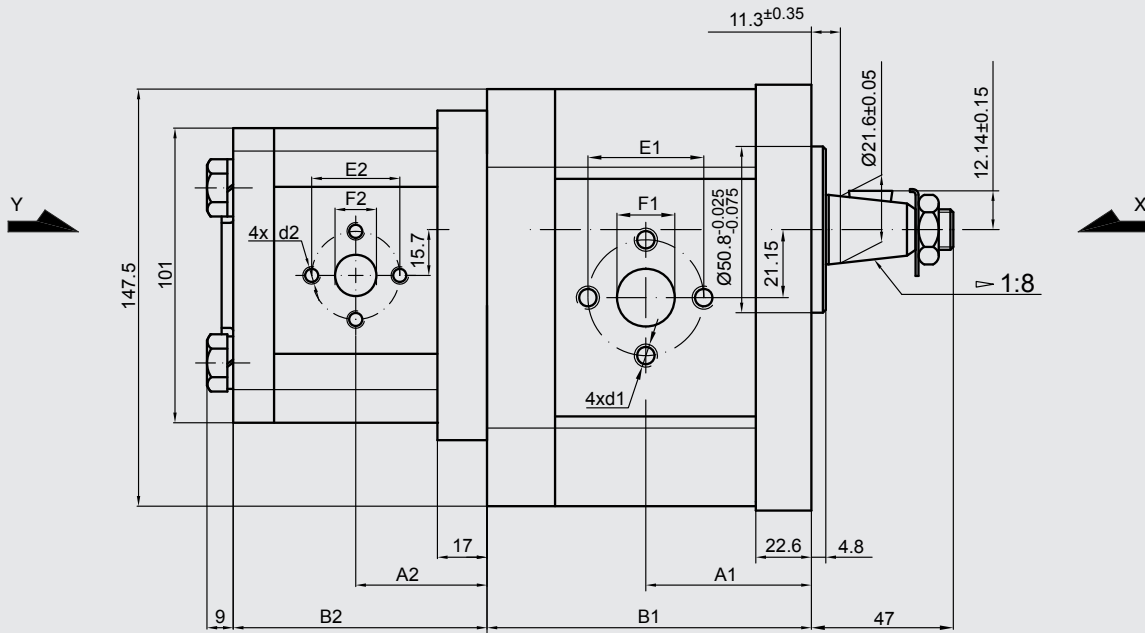 11.3±0.35
Ø21.6±0.05
12.14±0.15
Y
X
147.5
101
E2
F2
4x d2
15.7
E1
F1
Ø50.8-0.025
-0.075
21.15
1:8
4xd1
17
22.6
4.8
A2
A1
9
B2
B1
47